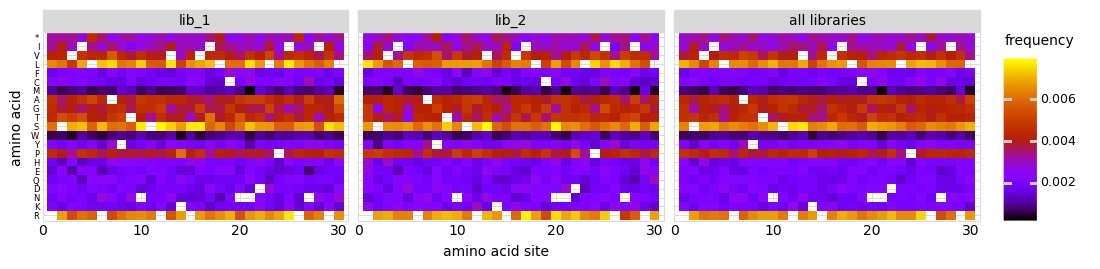 lib_1
lib_2
all libraries
frequency
0.006
0.004
0.002
amino acid
*
I
V
L
F
C
M
A
G
T
S
W
Y
P
H
E
Q
D
N
K
R
0 10 20 30
0 10 20 30
0 10 20 30
amino acid site